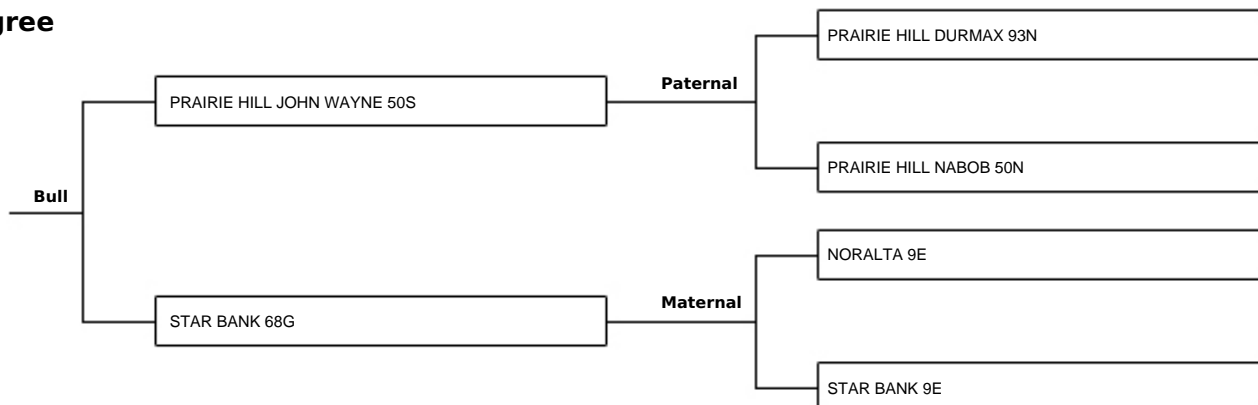 gree
PRAIRIE HILL DURMAX 93N
Paternal
PRAIRIE HILL JOHN WAYNE 50S
PRAIRIE HILL NABOB 50N
Bull
NORALTA 9E
Maternal
STAR BANK 68G
STAR BANK 9E